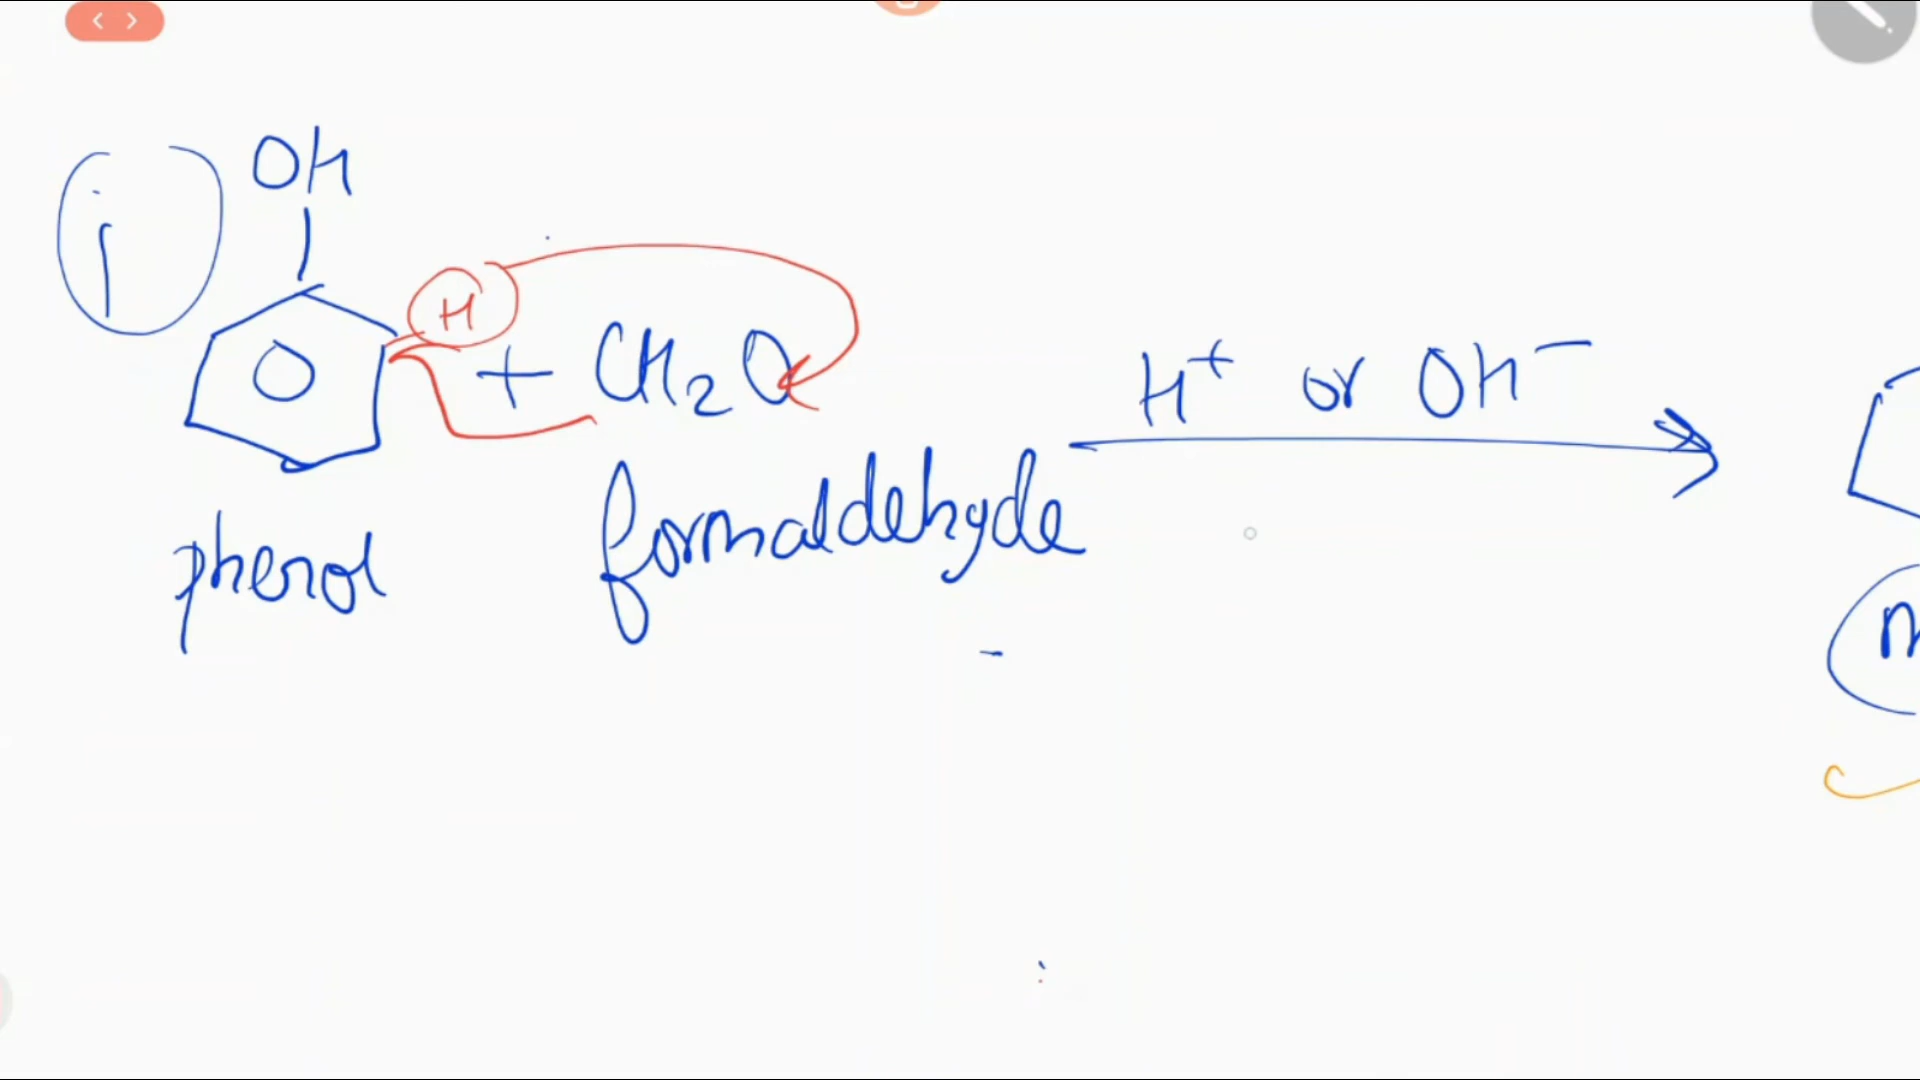 i
OH
H
+ CH₂O
H⁺ or OH⁻
phenol
formaldehyde